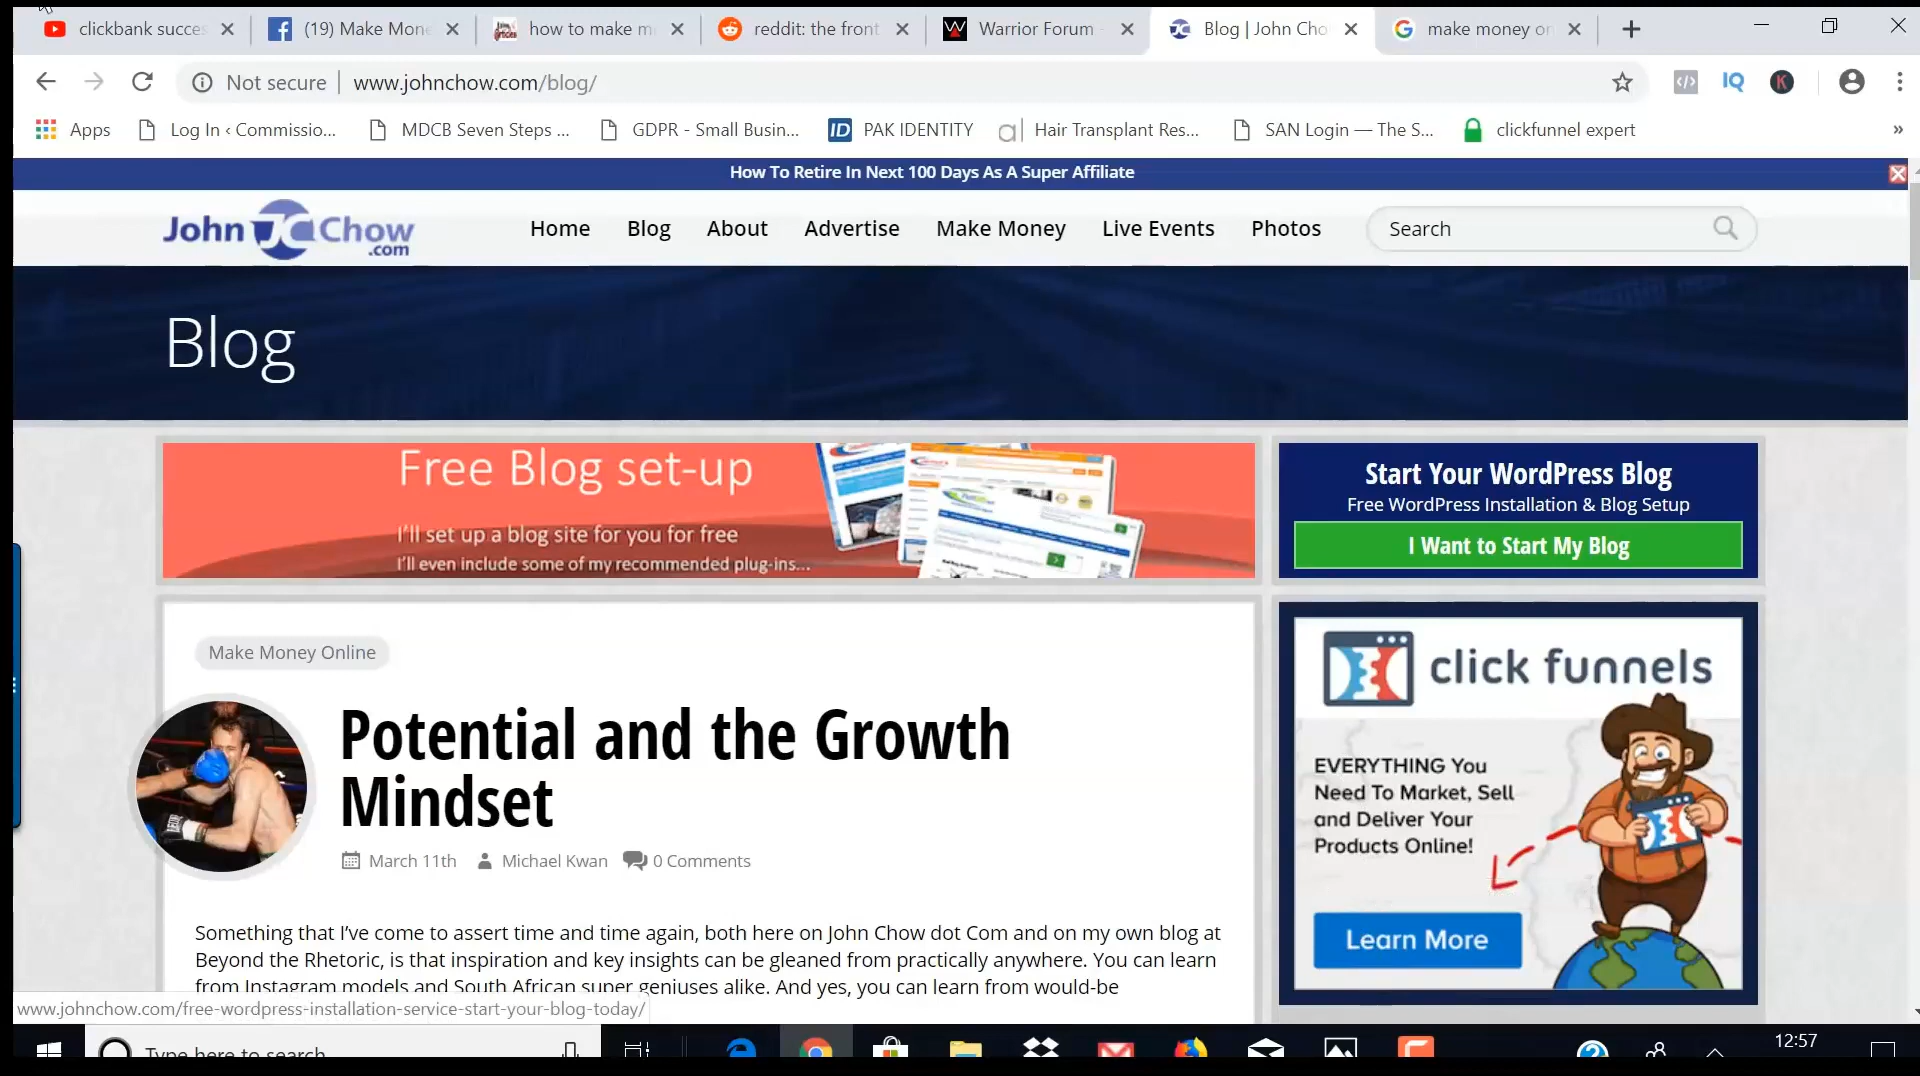 clickbank succes
(19) Make Mone
how to make m
reddit: the front
Warrior Forum -
Blog | John Cho
make money on
Not secure
www.johnchow.com/blog/
Apps
Log In ‹ Commissio...
MDCB Seven Steps ...
GDPR - Small Busin...
PAK IDENTITY
Hair Transplant Res...
SAN Login — The S...
clickfunnel expert
»
How To Retire In Next 100 Days As A Super Affiliate
John Chow
.com
Home
Blog
About
Advertise
Make Money
Live Events
Photos
Search
Blog
Free Blog set-up
I'll set up a blog site for you for free
I'll even include some of my recommended plug-ins...
Start Your WordPress Blog
Free WordPress Installation & Blog Setup
I Want to Start My Blog
Make Money Online
Potential and the Growth
Mindset
March 11th
Michael Kwan
0 Comments
Something that I've come to assert time and time again, both here on John Chow dot Com and on my own blog at
Beyond the Rhetoric, is that inspiration and key insights can be gleaned from practically anywhere. You can learn
from Instagram models and South African super geniuses alike. And yes, you can learn from would-be
click funnels
EVERYTHING You
Need To Market, Sell
and Deliver Your
Products Online!
Learn More
www.johnchow.com/free-wordpress-installation-service-start-your-blog-today/
Type here to search
12:57